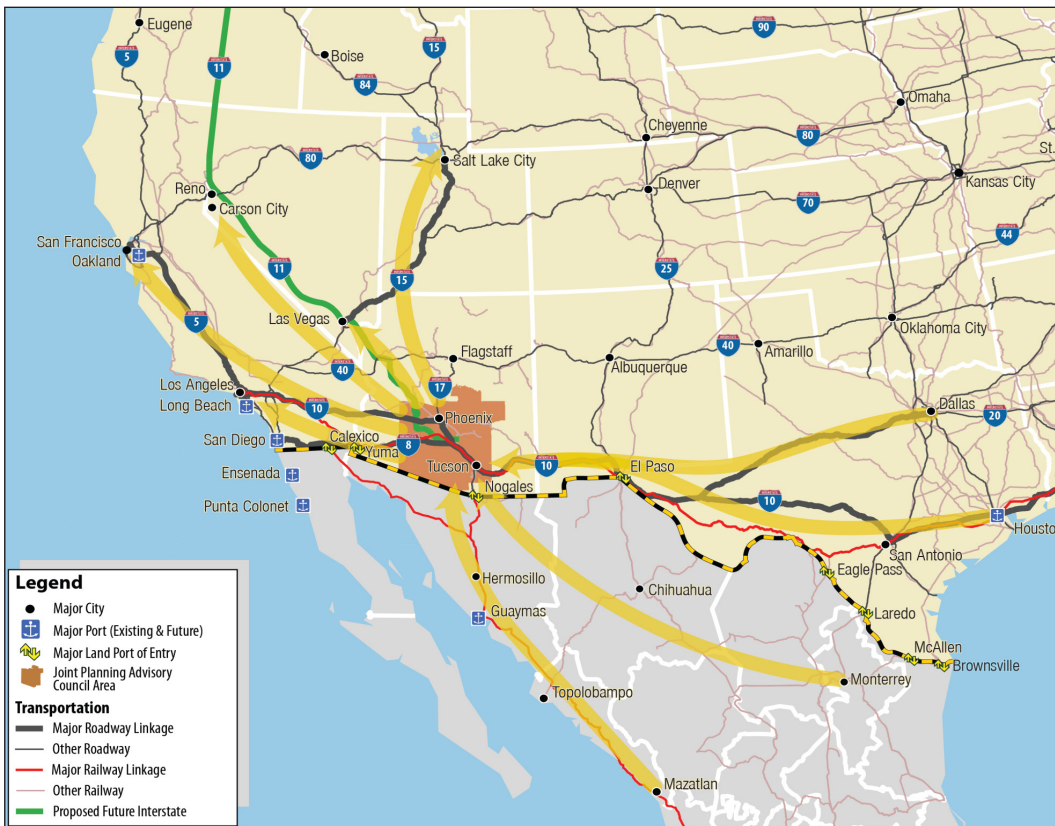 Eugene
5
11
15
Boise
84
90
Omaha
80
Cheyenne
80
Salt Lake City
St.
Reno
Carson City
Denver
70
Kansas City
San Francisco
Oakland
44
11
15
25
5
Las Vegas
Oklahoma City
Flagstaff
40
Albuquerque
Amarillo
40
17
Los Angeles
Long Beach
10
Phoenix
Dallas
20
San Diego
Calexico
Yuma
8
Tucson
10
El Paso
Ensenada
Nogales
10
Punta Colonet
Housto
San Antonio
Eagle Pass
Hermosillo
Chihuahua
Guaymas
Laredo
McAllen
Brownsville
Monterrey
Topolobampo
Mazatlan
Legend
Major City
Major Port (Existing & Future)
Major Land Port of Entry
Joint Planning Advisory
Council Area
Transportation
Major Roadway Linkage
Other Roadway
Major Railway Linkage
Other Railway
Proposed Future Interstate